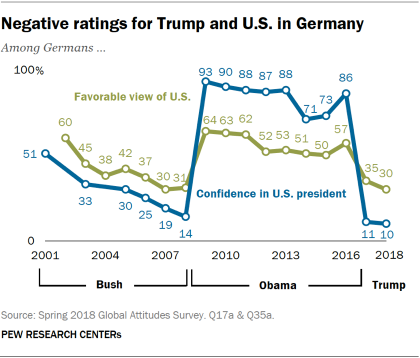 Negative ratings for Trump and U.S. in Germany
Among Germans ...
100%
93 90 88 87 88 71 73 86
Favorable view of U.S.
60 45 38 42 37 30 31 64 63 62 52 53 51 50 57 35 30
51
Confidence in U.S. president
33 30 25 19 14 11 10
0
2001 2004 2007 2010 2013 2016 2018
Bush Obama Trump
Source: Spring 2018 Global Attitudes Survey. Q17a & Q35a.
PEW RESEARCH CENTERs